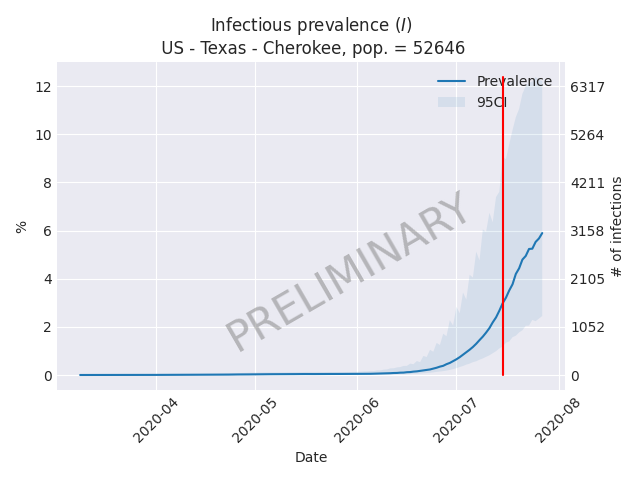 Infectious prevalence (I)
US - Texas - Cherokee, pop. = 52646
Prevalence
95CI
12
10
8
6
4
2
0
%
6317
5264
4211
3158
2105
1052
0
# of infections
PRELIMINARY
2020-04
2020-05
2020-06
2020-07
2020-08
Date